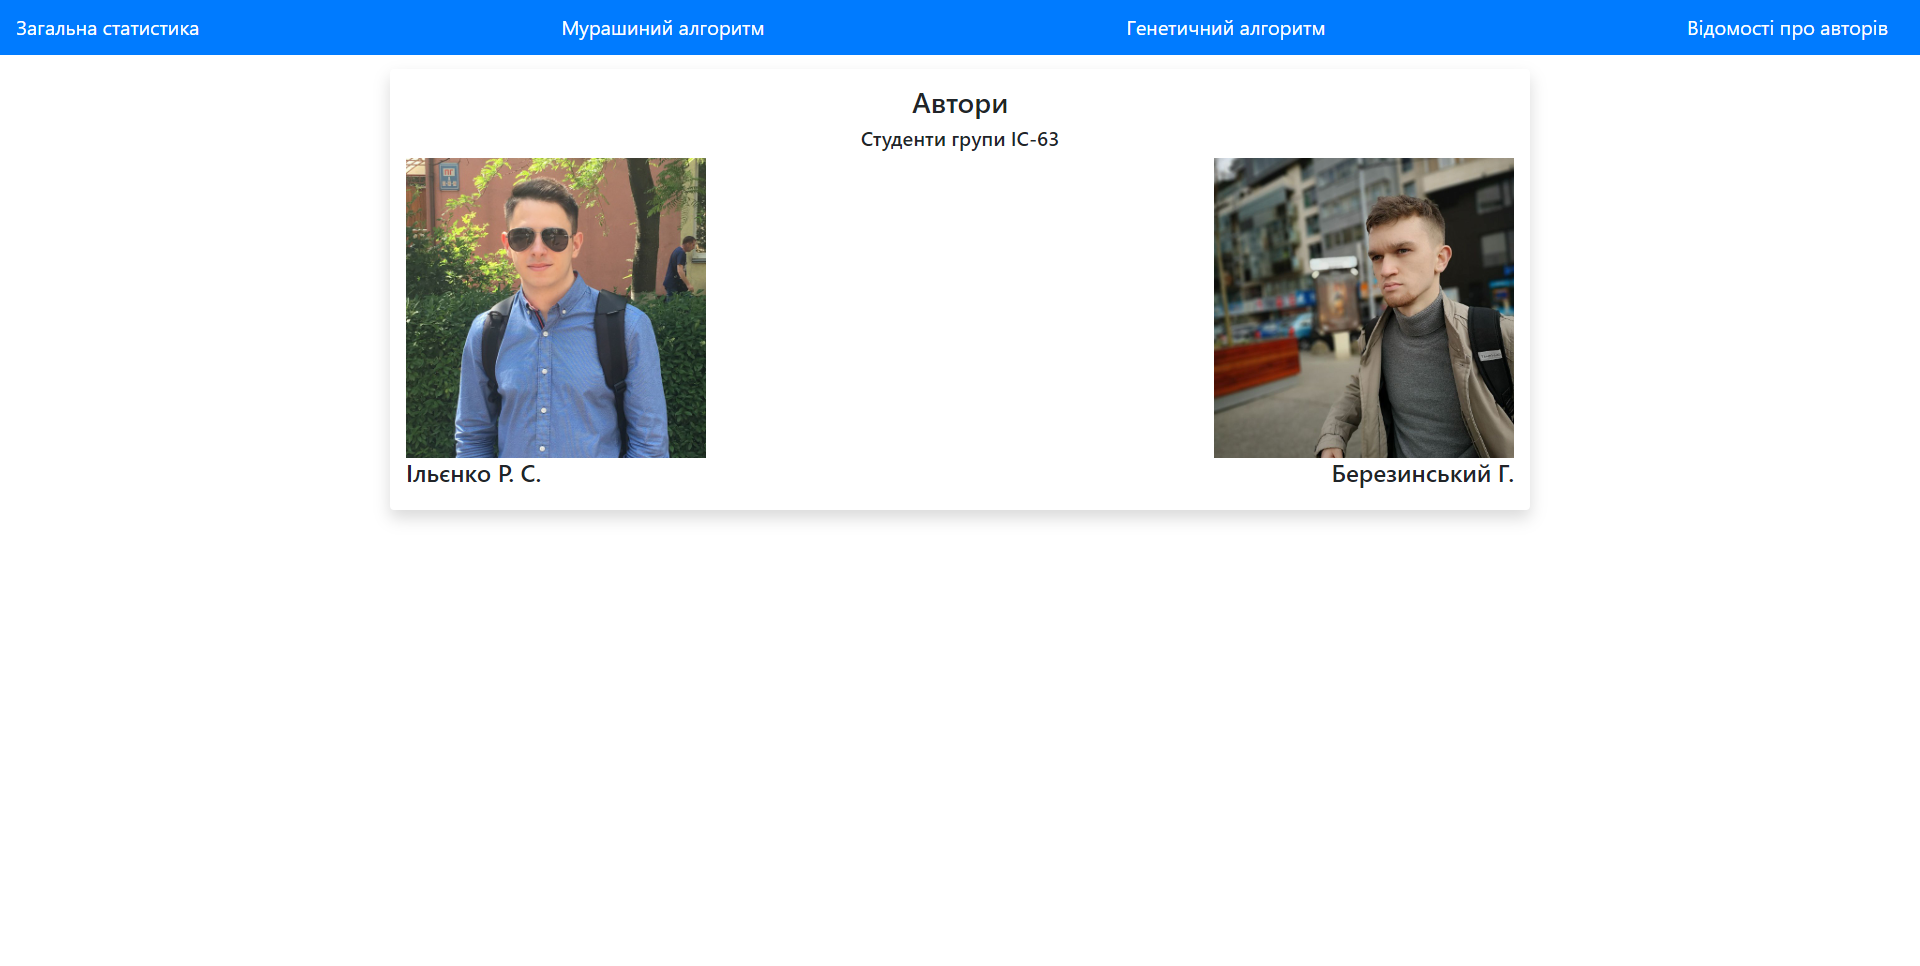 Загальна статистика
Мурашиний алгоритм
Генетичний алгоритм
Відомості про авторів
Автори
Студенти групи ІС-63
Ільєнко Р. С.
Березинський Г.